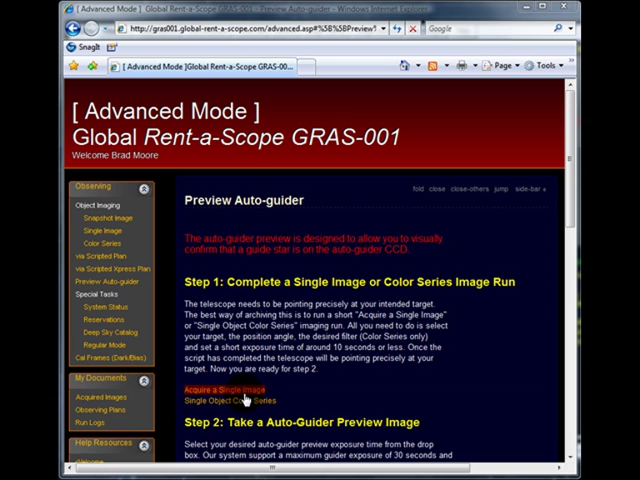 [ Advanced Mode ] Global Rent-a-Scope GRAS-001 - Preview Auto-guider - Windows Internet Explorer
http://gras001.global-rent-a-scope.com/advanced.asp#%5B%5BPreview
Google
SnagIt
[ Advanced Mode ]Global Rent-a-Scope GRAS-00...
Page
Tools
[ Advanced Mode ]
Global Rent-a-Scope GRAS-001
Welcome Brad Moore
Observing
Object Imaging
Snapshot Image
Single Image
Color Series
via Scripted Plan
via Scripted Xpress Plan
Preview Auto-guider
Special Tasks
System Status
Reservations
Deep Sky Catalog
Regular Mode
Cal Frames (Dark/Bias)
My Documents
Acquired Images
Observing Plans
Run Logs
Help Resources
fold close close-others jump side-bar
Preview Auto-guider
The auto-guider preview is designed to allow you to visually
confirm that a guide star is on the auto-guider CCD.
Step 1: Complete a Single Image or Color Series Image Run
The telescope needs to be pointing precisely at your intended target.
The best way of archiving this is to run a short "Acquire a Single Image"
or "Single Object Color Series" imaging run. All you need to do is select
your target, the position angle, the desired filter (Color Series only)
and set a short exposure time of around 10 seconds or less. Once the
script has completed the telescope will be pointing precisely at your
target. Now you are ready for step 2.
Acquire a Single Image
Single Object Color Series
Step 2: Take a Auto-Guider Preview Image
Select your desired auto-guider preview exposure time from the drop
box. Our system support a maximum guider exposure of 30 seconds and